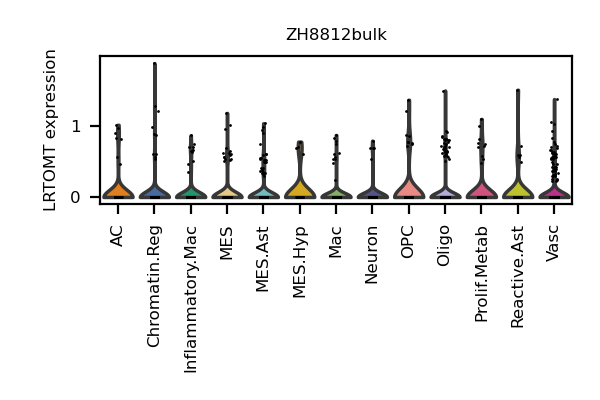 ZH8812bulk
LRTOMT expression
1
0
AC
Chromatin.Reg
Inflammatory.Mac
MES
MES.Ast
MES.Hyp
Mac
Neuron
OPC
Oligo
Prolif.Metab
Reactive.Ast
Vasc